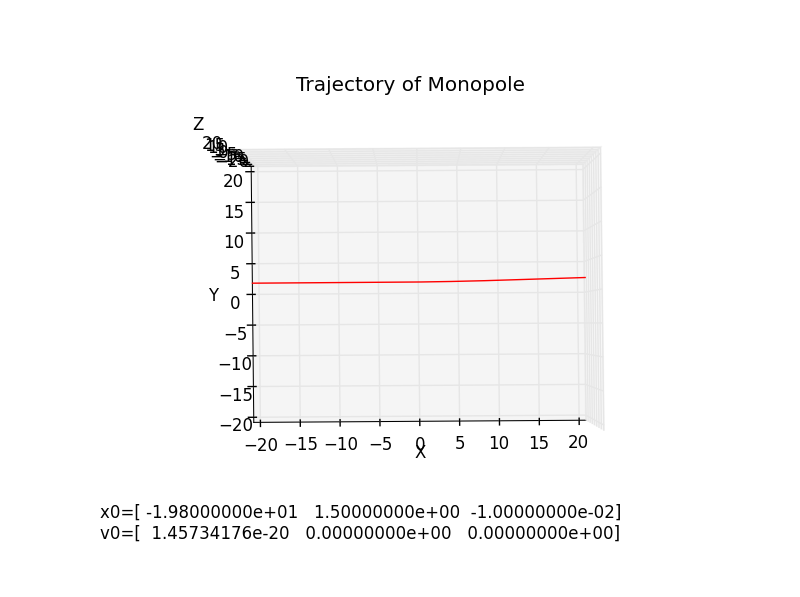 Trajectory of Monopole
Z
20
20
15
10
5
Y
0
−5
−10
−15
−20
−20 −15 −10 −5 0 5 10 15 20
X
x0=[ -1.98000000e+01 1.50000000e+00 -1.00000000e-02]
v0=[ 1.45734176e-20 0.00000000e+00 0.00000000e+00]